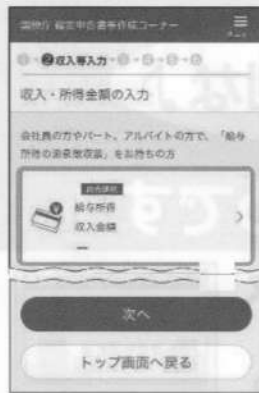 国税庁 確定申告書等作成コーナー
❷収入等入力
収入・所得金額の入力
会社員の方やパート、アルバイトの方で、「給与
所得の源泉徴収票」をお持ちの方
総合課税
給与所得
収入金額
次へ
トップ画面へ戻る